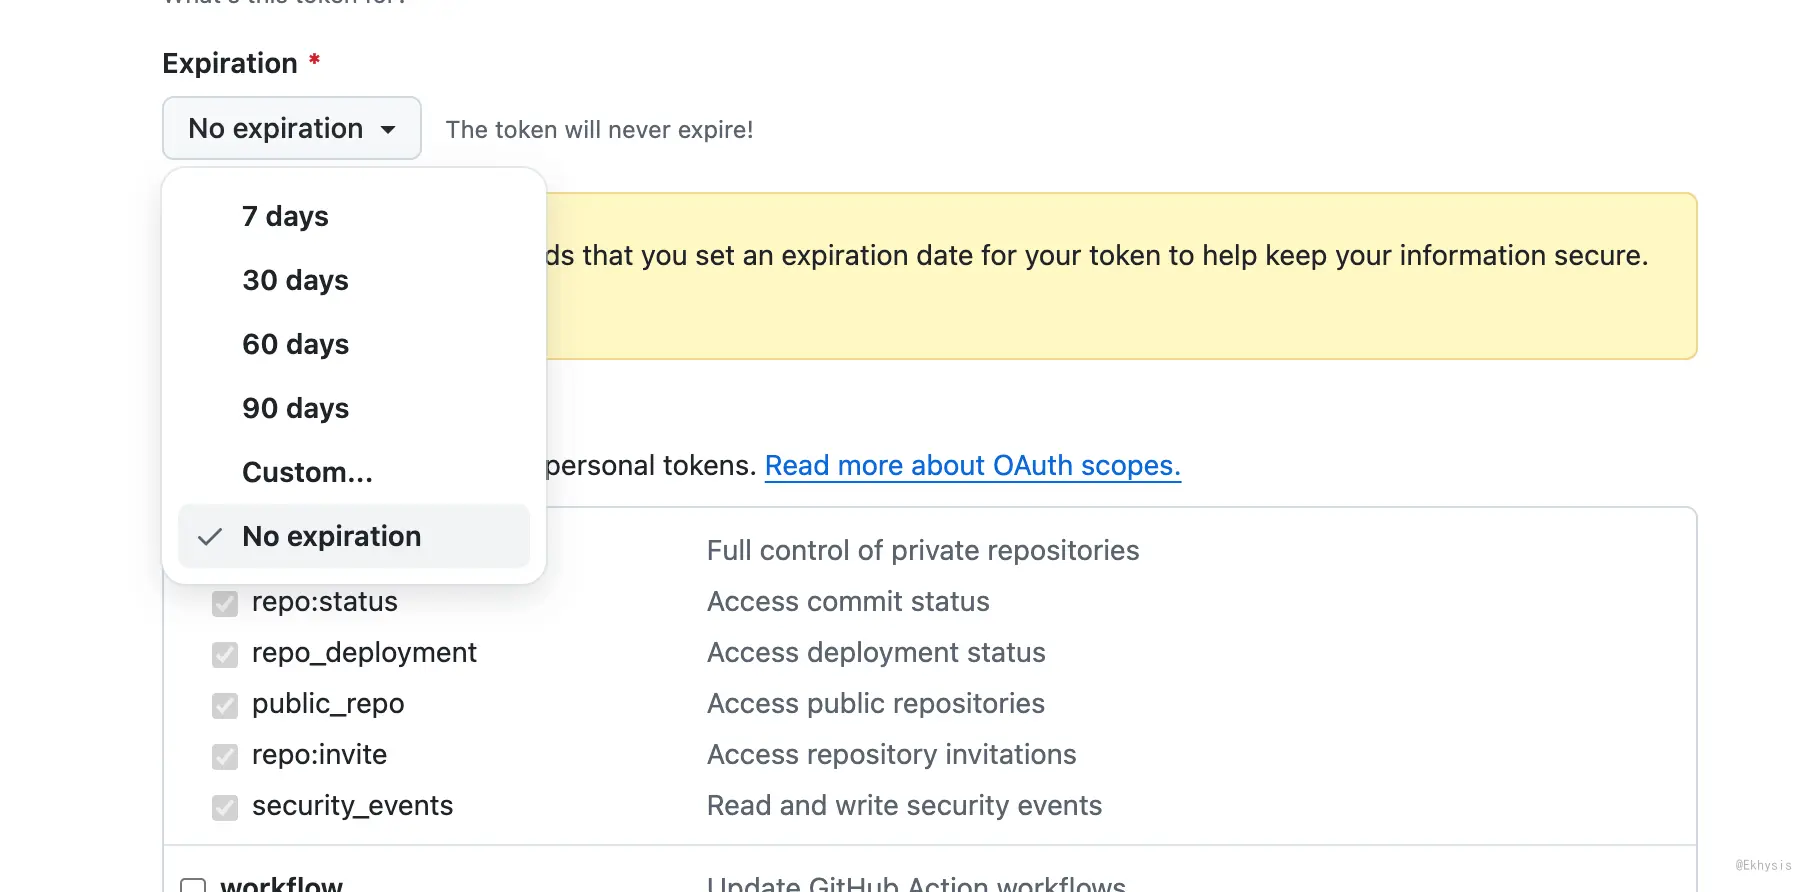 What's this token for?
Expiration *
No expiration
The token will never expire!
7 days
30 days
60 days
90 days
Custom...
No expiration
ds that you set an expiration date for your token to help keep your information secure.
personal tokens. Read more about OAuth scopes.
Full control of private repositories
repo:status Access commit status
repo_deployment Access deployment status
public_repo Access public repositories
repo:invite Access repository invitations
security_events Read and write security events
workflow Update GitHub Action workflows
@Ekhysis